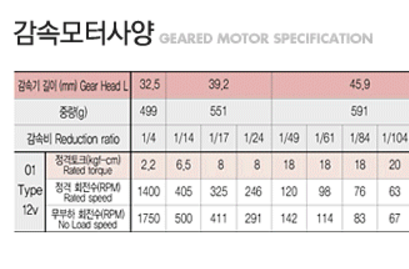 감속모터사양 GEARED MOTOR SPECIFICATION
감속기 길이 (mm) Gear Head L 32,5 39,2 45,9
중량(g) 499 551 591
감속비 Reduction ratio 1/4 1/14 1/17 1/24 1/49 1/61 1/84 1/104
01 Type 12v
정격토크(kgf-cm) 2,2 6,5 8 8 18 18 18 20
Rated torque
정격 회전수(RPM) 1400 405 325 246 120 98 76 63
Rated speed
무부하 회전수(RPM) 1750 500 411 291 142 114 83 67
No Load speed